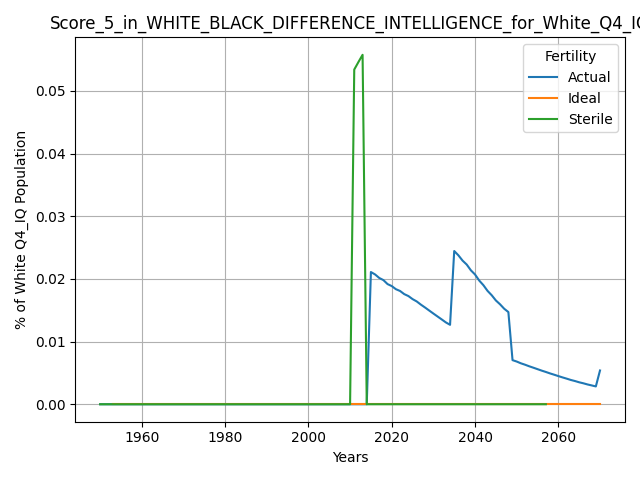 Score_5_in_WHITE_BLACK_DIFFERENCE_INTELLIGENCE_for_White_Q4_IQ
Fertility
Actual
Ideal
Sterile
% of White Q4_IQ Population
0.05
0.04
0.03
0.02
0.01
0.00
1960 1980 2000 2020 2040 2060
Years